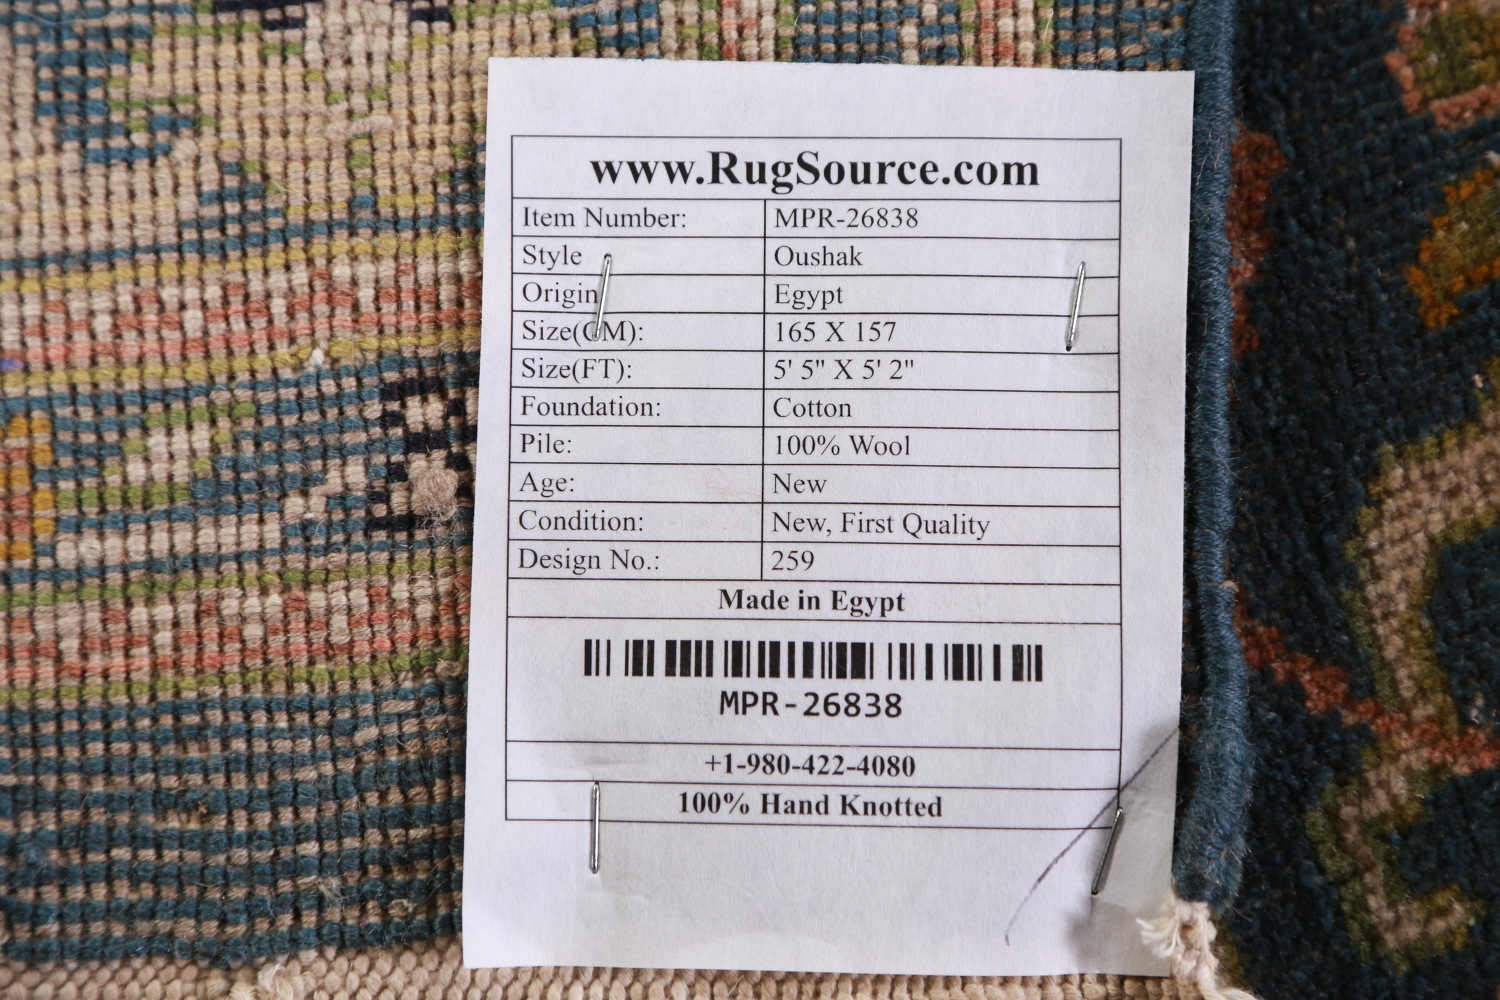 www.RugSource.com
Item Number: MPR-26838
Style Oushak
Origin Egypt
Size(CM): 165 X 157
Size(FT): 5' 5" X 5' 2"
Foundation: Cotton
Pile: 100% Wool
Age: New
Condition: New, First Quality
Design No.: 259
Made in Egypt
MPR-26838
+1-980-422-4080
100% Hand Knotted